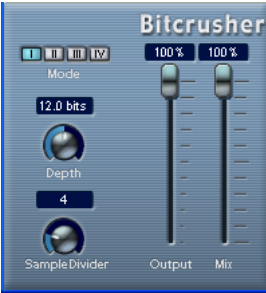 Bitcrusher
100 % 100 %
I II III IV
Mode
12.0 bits
Depth
4
Sample Divider
Output Mix